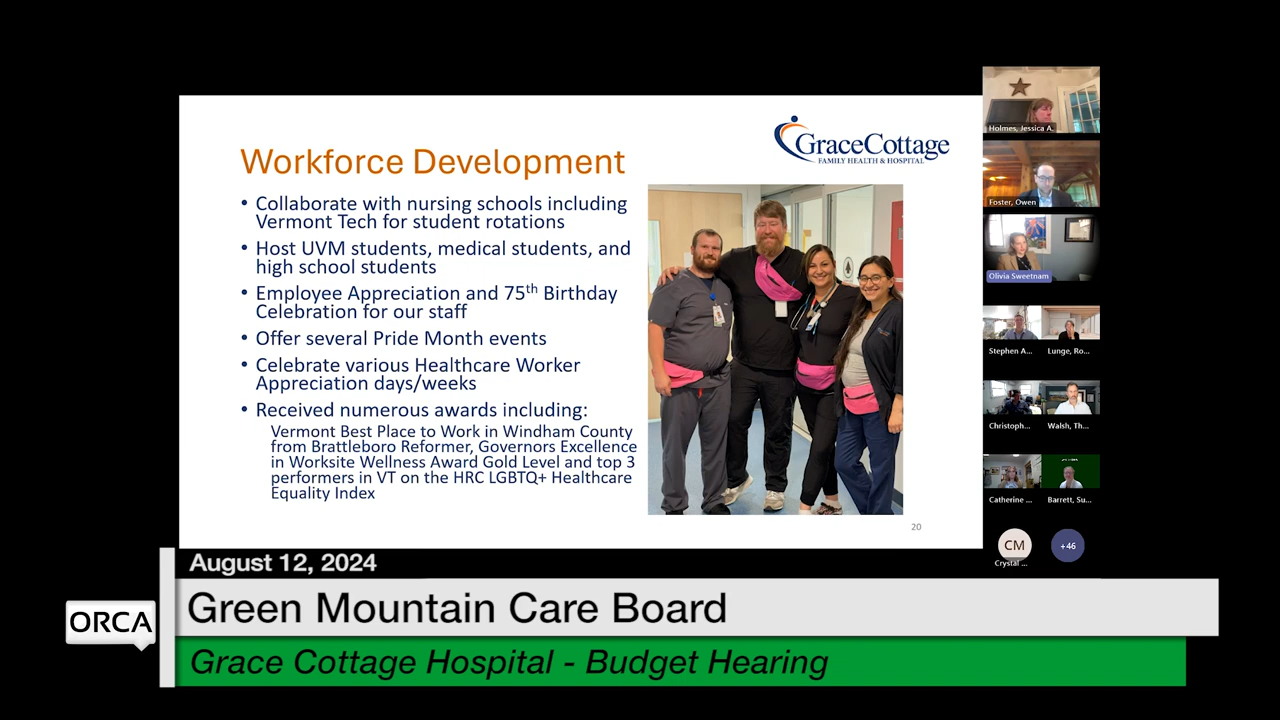 GraceCottage
FAMILY HEALTH & HOSPITAL
Workforce Development
• Collaborate with nursing schools including
Vermont Tech for student rotations
• Host UVM students, medical students, and
high school students
• Employee Appreciation and 75th Birthday
Celebration for our staff
• Offer several Pride Month events
• Celebrate various Healthcare Worker
Appreciation days/weeks
• Received numerous awards including:
Vermont Best Place to Work in Windham County
from Brattleboro Reformer, Governors Excellence
in Worksite Wellness Award Gold Level and top 3
performers in VT on the HRC LGBTQ+ Healthcare
Equality Index
20
Holmes, Jessica A.
Foster, Owen
Olivia Sweetnam
Stephen A...
Lunge, Ro...
Christoph...
Walsh, Th...
Catherine ...
Barrett, Su...
CM
+46
Crystal ...
August 12, 2024
ORCA
Green Mountain Care Board
Grace Cottage Hospital - Budget Hearing